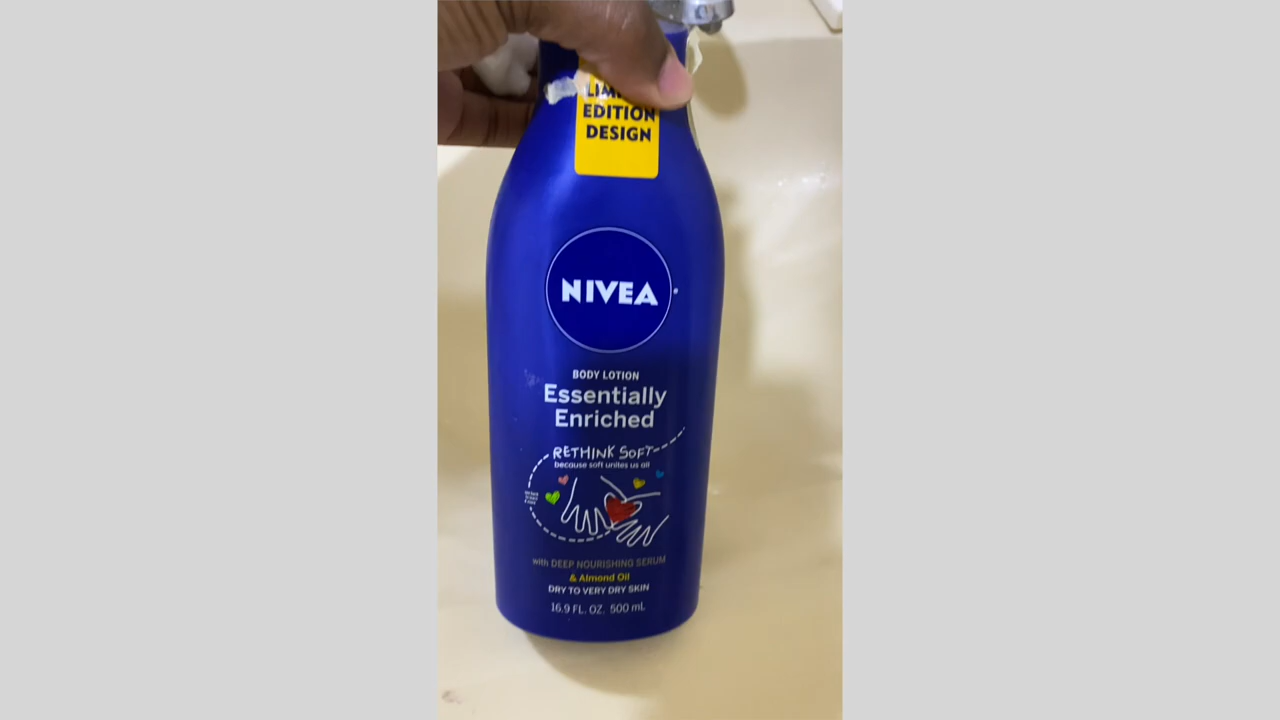 EDITION
DESIGN
NIVEA
BODY LOTION
Essentially
Enriched
RETHINK SOFT
because soft unites us all
with DEEP NOURISHING SERUM
& Almond Oil
DRY TO VERY DRY SKIN
16.9 FL. OZ. 500 mL